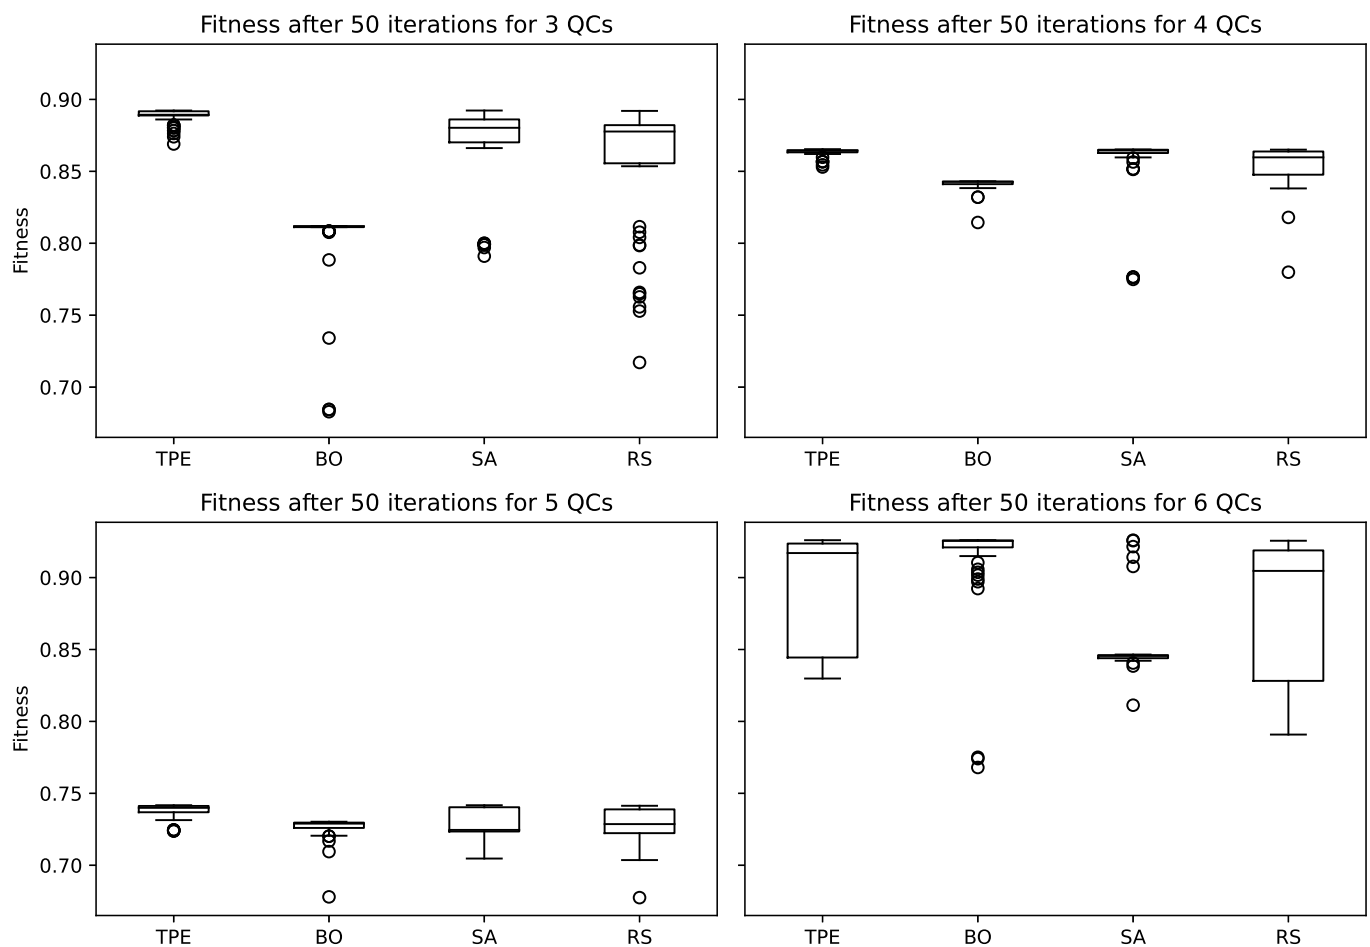 Fitness after 50 iterations for 3 QCs
Fitness after 50 iterations for 4 QCs
0.90
0.85
0.80
0.75
0.70
Fitness
TPE BO SA RS
TPE BO SA RS
Fitness after 50 iterations for 5 QCs
Fitness after 50 iterations for 6 QCs
0.90
0.85
0.80
0.75
0.70
Fitness
TPE BO SA RS
TPE BO SA RS